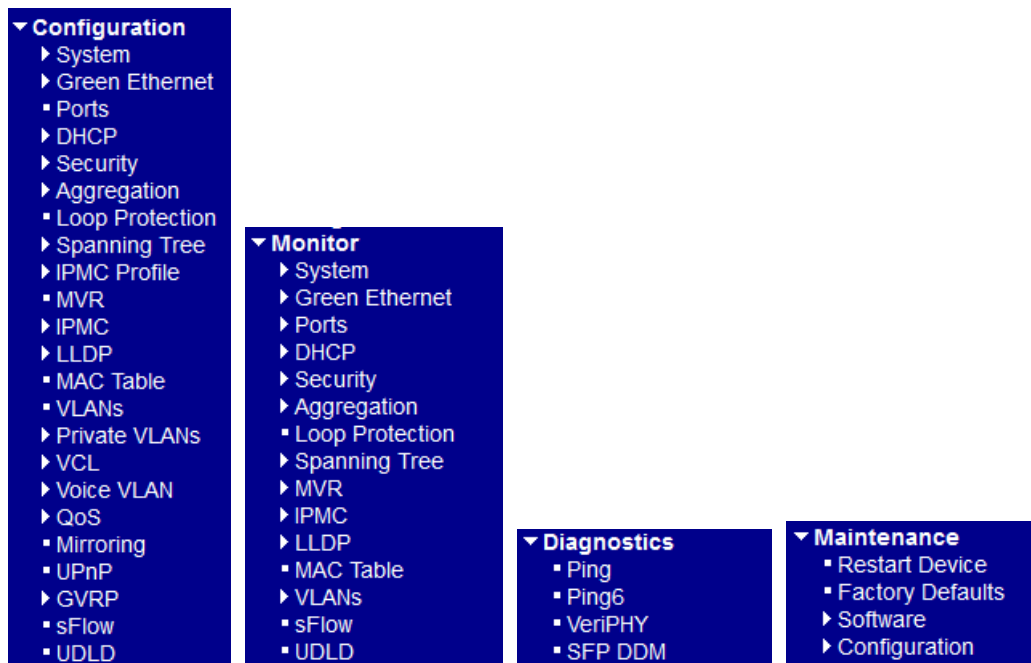 Configuration
System
Green Ethernet
Ports
DHCP
Security
Aggregation
Loop Protection
Spanning Tree
IPMC Profile
MVR
IPMC
LLDP
MAC Table
VLANs
Private VLANs
VCL
Voice VLAN
QoS
Mirroring
UPnP
GVRP
sFlow
UDLD
Monitor
System
Green Ethernet
Ports
DHCP
Security
Aggregation
Loop Protection
Spanning Tree
MVR
IPMC
LLDP
MAC Table
VLANs
sFlow
UDLD
Diagnostics
Ping
Ping6
VeriPHY
SFP DDM
Maintenance
Restart Device
Factory Defaults
Software
Configuration